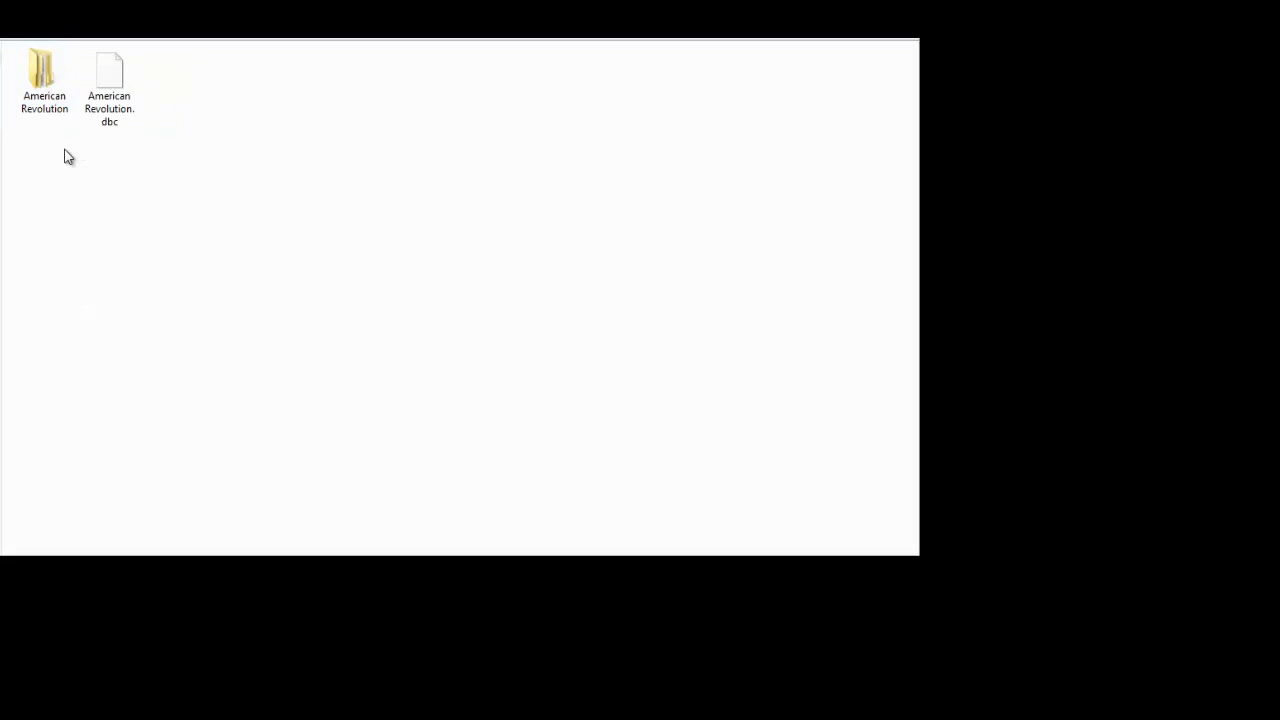 American
Revolution
American
Revolution.
dbc